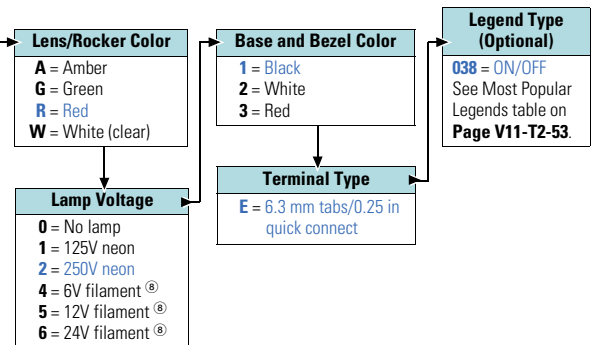 Lens/Rocker Color
A = Amber
G = Green
R = Red
W = White (clear)
Lamp Voltage
0 = No lamp
1 = 125V neon
2 = 250V neon
4 = 6V filament ⑧
5 = 12V filament ⑧
6 = 24V filament ⑧
Base and Bezel Color
1 = Black
2 = White
3 = Red
Terminal Type
E = 6.3 mm tabs/0.25 in
quick connect
Legend Type
(Optional)
038 = ON/OFF
See Most Popular
Legends table on
Page V11-T2-53.